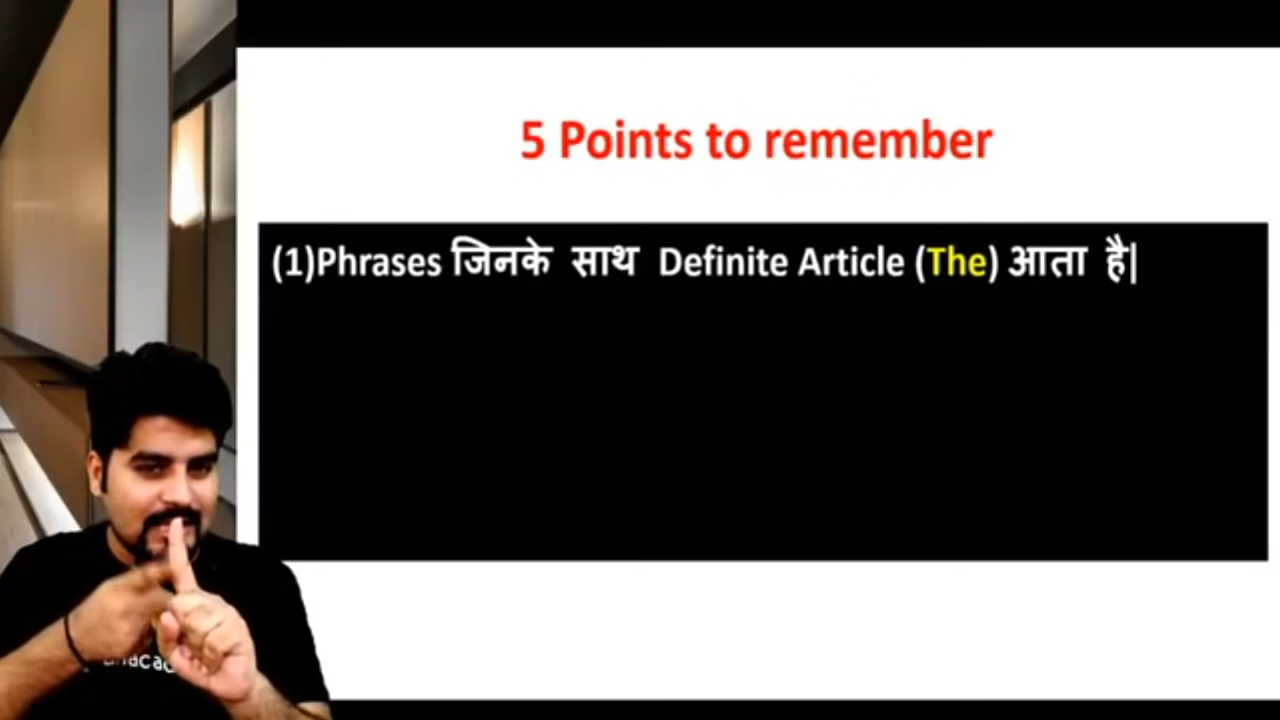 5 Points to remember
(1)Phrases जिनके साथ Definite Article (The) आता है|